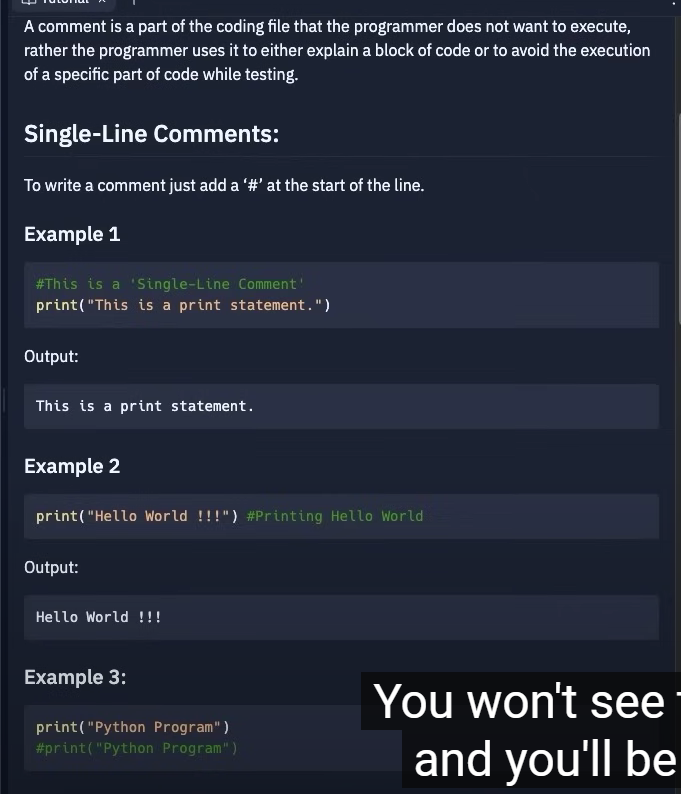 Tutorial
A comment is a part of the coding file that the programmer does not want to execute,
rather the programmer uses it to either explain a block of code or to avoid the execution
of a specific part of code while testing.
Single-Line Comments:
To write a comment just add a ‘#’ at the start of the line.
Example 1
#This is a 'Single-Line Comment'
print("This is a print statement.")
Output:
This is a print statement.
Example 2
print("Hello World !!!") #Printing Hello World
Output:
Hello World !!!
Example 3:
print("Python Program")
#print("Python Program")
You won't see
and you'll be